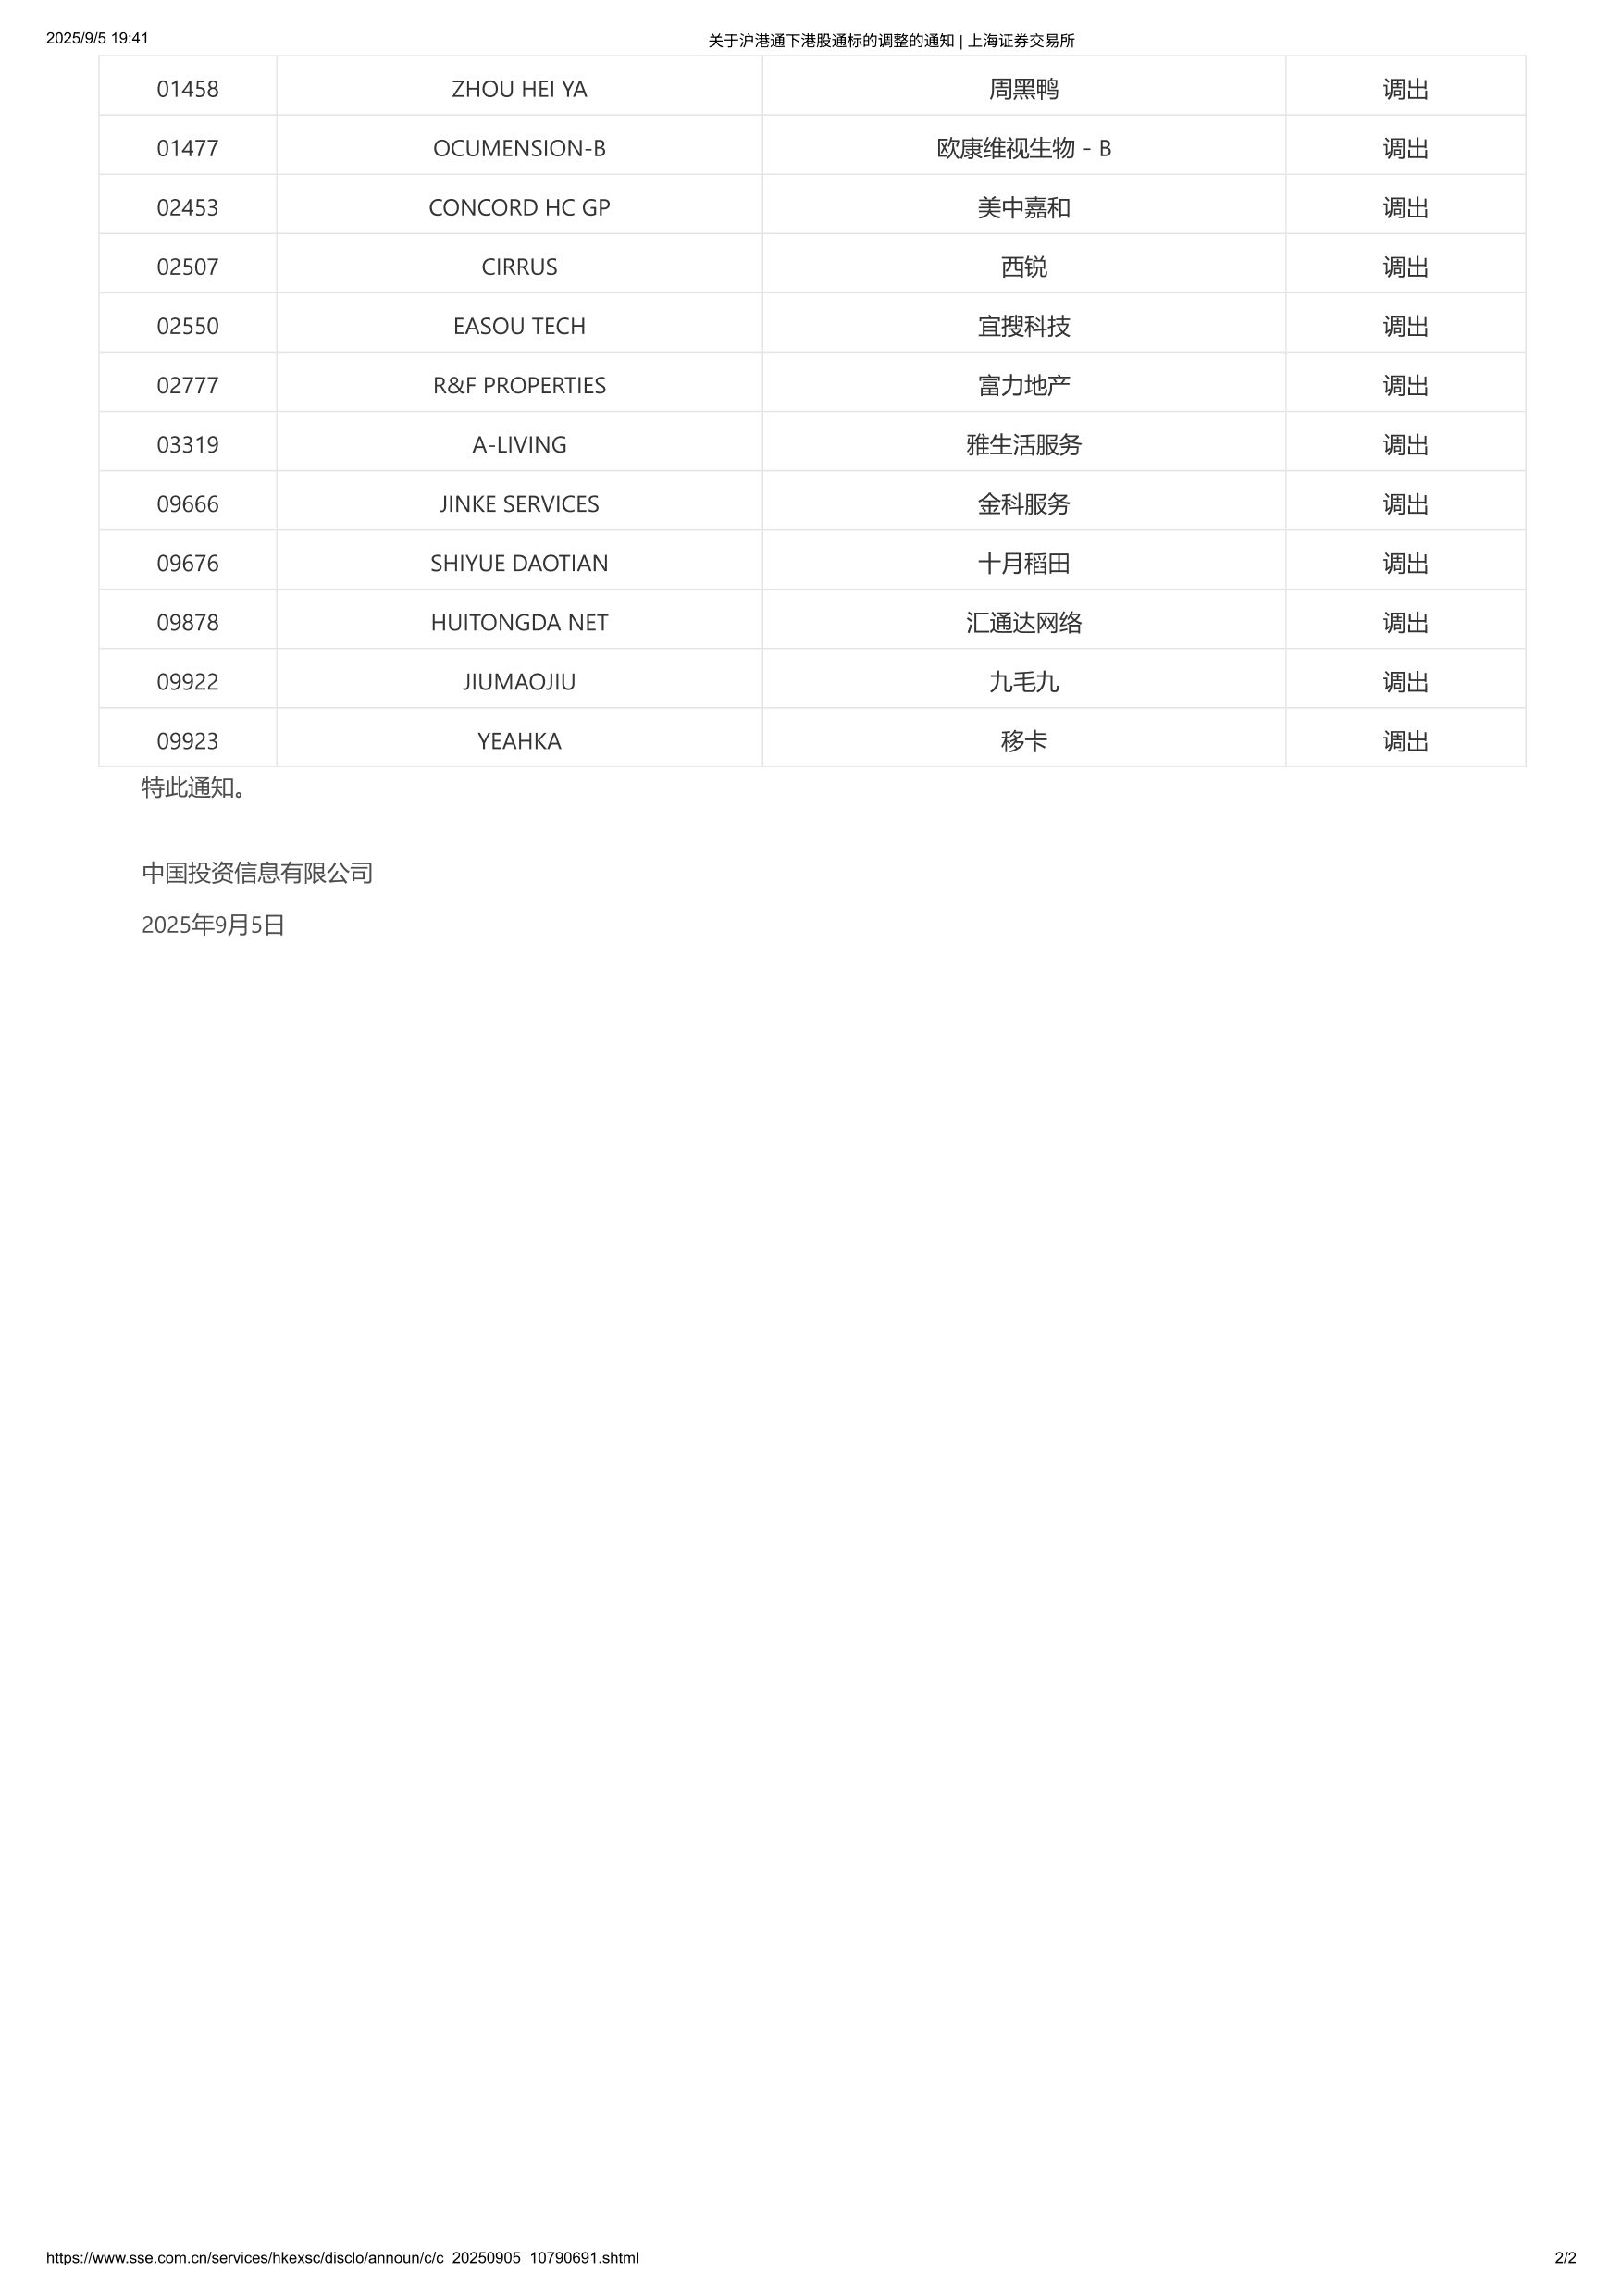 2025/9/5 19:41 关于沪港通下港股通标的调整的通知 | 上海证券交易所
01458 ZHOU HEI YA 周黑鸭 调出
01477 OCUMENSION-B 欧康维视生物 - B 调出
02453 CONCORD HC GP 美中嘉和 调出
02507 CIRRUS 西锐 调出
02550 EASOU TECH 宜搜科技 调出
02777 R&F PROPERTIES 富力地产 调出
03319 A-LIVING 雅生活服务 调出
09666 JINKE SERVICES 金科服务 调出
09676 SHIYUE DAOTIAN 十月稻田 调出
09878 HUITONGDA NET 汇通达网络 调出
09922 JIUMAOJIU 九毛九 调出
09923 YEAHKA 移卡 调出
特此通知。
中国投资信息有限公司
2025年9月5日
https://www.sse.com.cn/services/hkexsc/disclo/announ/c/c_20250905_10790691.shtml 2/2